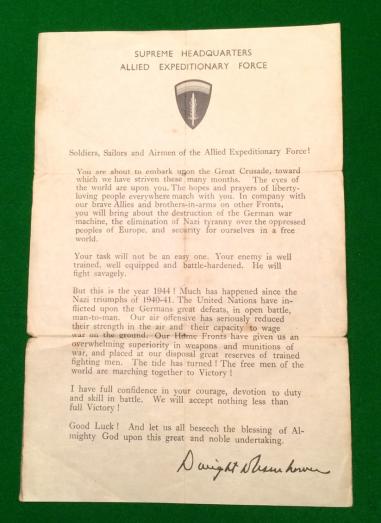 SUPREME HEADQUARTERS
ALLIED EXPEDITIONARY FORCE
Soldiers, Sailors and Airmen of the Allied Expeditionary Force!
You are about to embark upon the Great Crusade, toward
which we have striven these many months. The eyes of
the world are upon you. The hopes and prayers of liberty-
loving people everywhere march with you. In company with
our brave Allies and brothers-in-arms on other Fronts,
you will bring about the destruction of the German war
machine, the elimination of Nazi tyranny over the oppressed
peoples of Europe, and security for ourselves in a free
world.
Your task will not be an easy one. Your enemy is well
trained, well equipped and battle-hardened. He will
fight savagely.
But this is the year 1944! Much has happened since the
Nazi triumphs of 1940-41. The United Nations have in-
flicted upon the Germans great defeats, in open battle,
man-to-man. Our air offensive has seriously reduced
their strength in the air and their capacity to wage
war on the ground. Our Home Fronts have given us an
overwhelming superiority in weapons and munitions of
war, and placed at our disposal great reserves of trained
fighting men. The tide has turned! The free men of the
world are marching together to Victory!
I have full confidence in your courage, devotion to duty
and skill in battle. We will accept nothing less than
full Victory!
Good Luck! And let us all beseech the blessing of Al-
mighty God upon this great and noble undertaking.
Dwight D Eisenhower